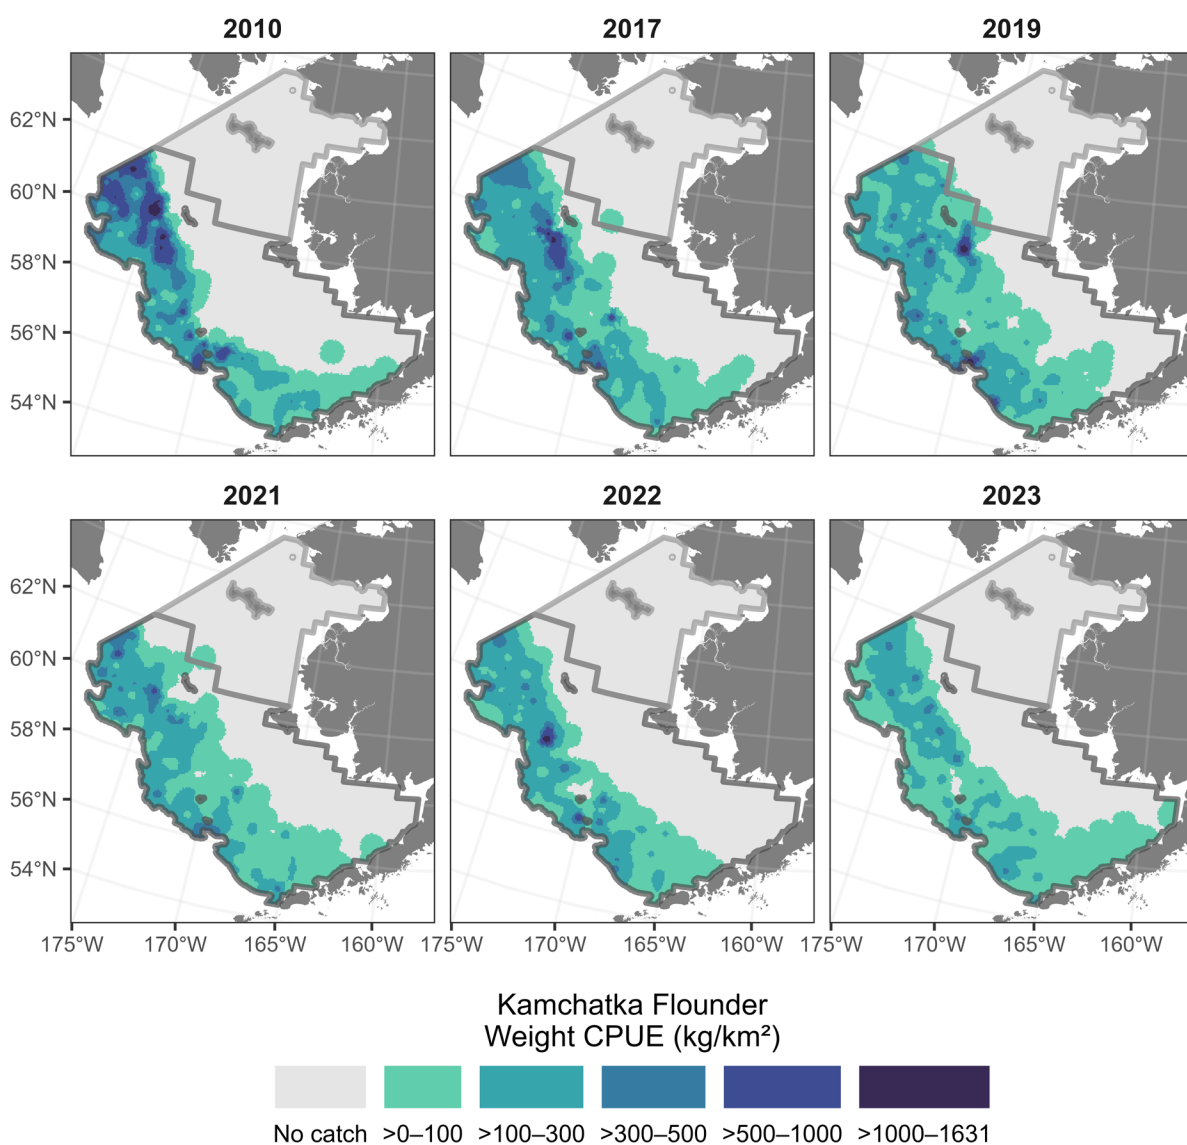 2010 2017 2019
62°N
60°N
58°N
56°N
54°N
2021 2022 2023
62°N
60°N
58°N
56°N
54°N
175°W 170°W 165°W 160°W 175°W 170°W 165°W 160°W 175°W 170°W 165°W 160°W
Kamchatka Flounder
Weight CPUE (kg/km²)
No catch >0–100 >100–300 >300–500 >500–1000 >1000–1631